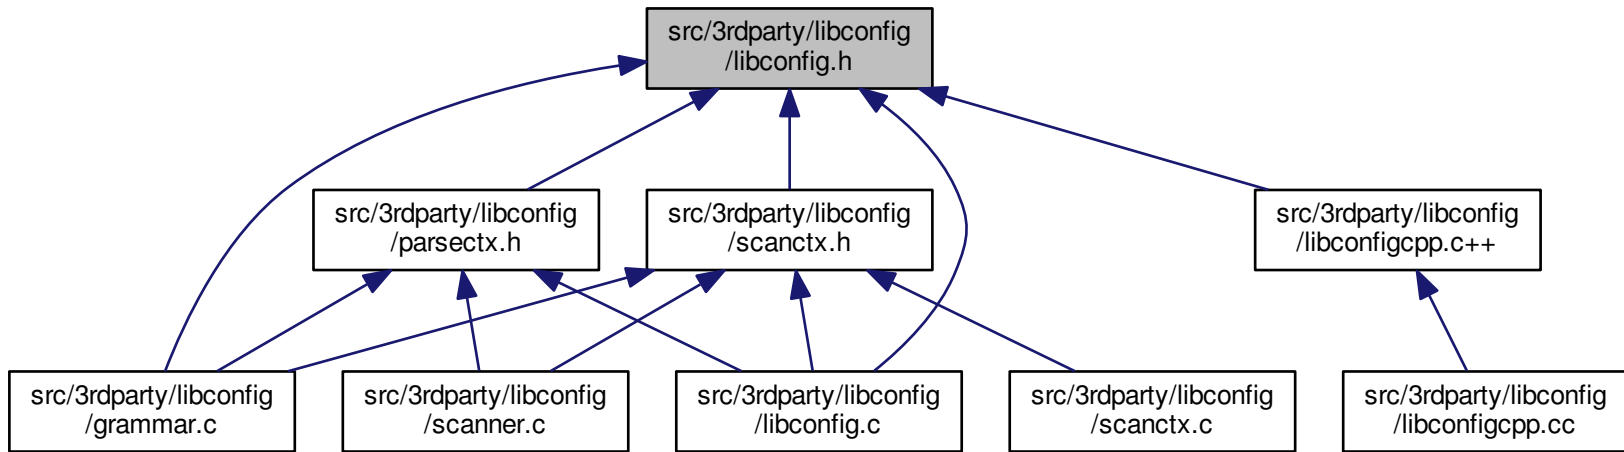 src/3rdparty/libconfig
/libconfig.h
src/3rdparty/libconfig
/parsectx.h
src/3rdparty/libconfig
/scanctx.h
src/3rdparty/libconfig
/libconfigcpp.c++
src/3rdparty/libconfig
/grammar.c
src/3rdparty/libconfig
/scanner.c
src/3rdparty/libconfig
/libconfig.c
src/3rdparty/libconfig
/scanctx.c
src/3rdparty/libconfig
/libconfigcpp.cc